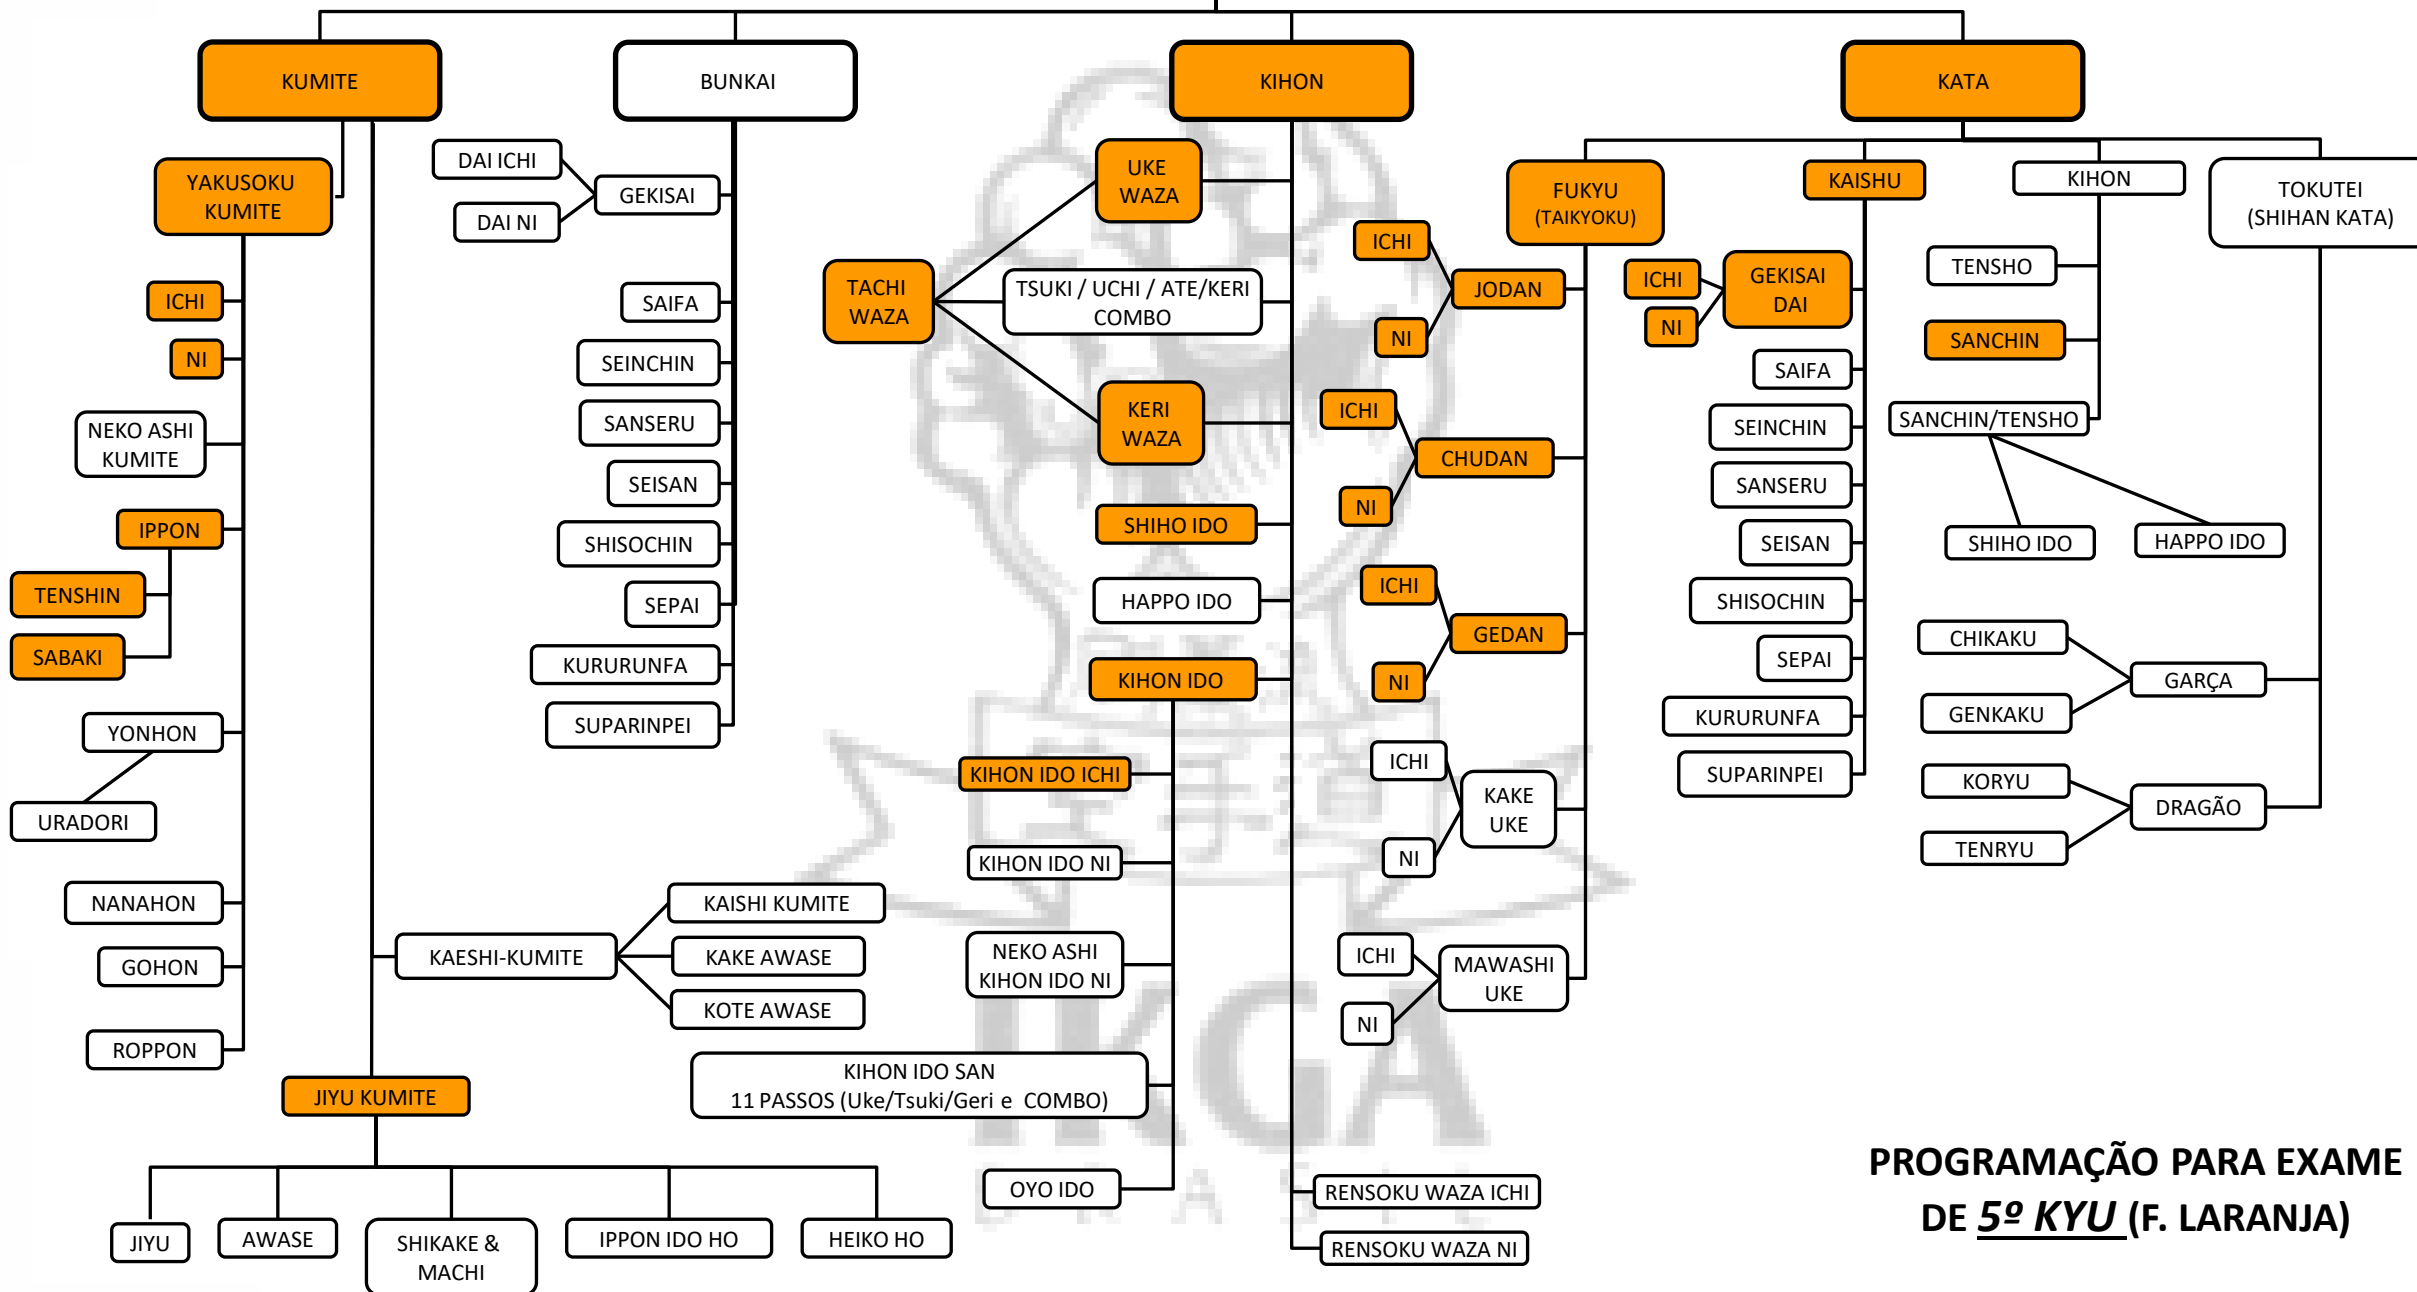 KUMITE
BUNKAI
KIHON
KATA
YAKUSOKU
KUMITE
ICHI
NI
NEKO ASHI
KUMITE
IPPON
TENSHIN
SABAKI
YONHON
URADORI
NANAHON
GOHON
ROPPON
KAESHI-KUMITE
KAISHI KUMITE
KAKE AWASE
KOTE AWASE
JIYU KUMITE
JIYU
AWASE
SHIKAKE &
MACHI
IPPON IDO HO
HEIKO HO
DAI ICHI
DAI NI
GEKISAI
SAIFA
SEINCHIN
SANSERU
SEISAN
SHISOCHIN
SEPAI
KURURUNFA
SUPARINPEI
TACHI
WAZA
UKE
WAZA
TSUKI / UCHI / ATE/KERI
COMBO
KERI
WAZA
SHIHO IDO
HAPPO IDO
KIHON IDO
KIHON IDO ICHI
KIHON IDO NI
NEKO ASHI
KIHON IDO NI
KIHON IDO SAN
11 PASSOS (Uke/Tsuki/Geri e  COMBO)
OYO IDO
RENSOKU WAZA ICHI
RENSOKU WAZA NI
FUKYU
(TAIKYOKU)
ICHI
NI
JODAN
ICHI
NI
CHUDAN
ICHI
NI
GEDAN
ICHI
NI
KAKE
UKE
ICHI
NI
MAWASHI
UKE
KAISHU
ICHI
NI
GEKISAI
DAI
SAIFA
SEINCHIN
SANSERU
SEISAN
SHISOCHIN
SEPAI
KURURUNFA
SUPARINPEI
KIHON
TENSHO
SANCHIN
SANCHIN/TENSHO
SHIHO IDO
HAPPO IDO
TOKUTEI
(SHIHAN KATA)
CHIKAKU
GENKAKU
GARÇA
KORYU
TENRYU
DRAGÃO
IKGA
BRASIL
PROGRAMAÇÃO PARA EXAME
DE 5º KYU (F. LARANJA)